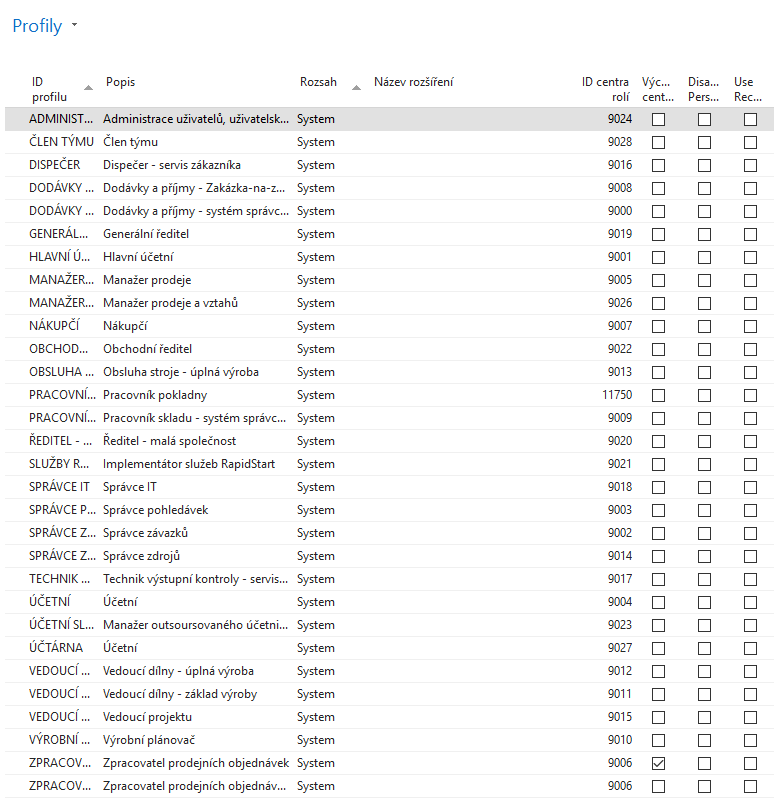 Profily
ID profilu Popis Rozsah Název rozšíření ID centra rolí Výc... cent... Disa... Pers... Use Rec...
ADMINIST... Administrace uživatelů, uživatelsk... System 9024
ČLEN TÝMU Člen týmu System 9028
DISPEČER Dispečer - servis zákazníka System 9016
DODÁVKY ... Dodávky a příjmy - Zakázka-na-z... System 9008
DODÁVKY ... Dodávky a příjmy - systém správc... System 9000
GENERÁL... Generální ředitel System 9019
HLAVNÍ Ú... Hlavní účetní System 9001
MANAŽER... Manažer prodeje System 9005
MANAŽER... Manažer prodeje a vztahů System 9026
NÁKUPČÍ Nákupčí System 9007
OBCHOD... Obchodní ředitel System 9022
OBSLUHA ... Obsluha stroje - úplná výroba System 9013
PRACOVNÍ... Pracovník pokladny System 11750
PRACOVNÍ... Pracovník skladu - systém správc... System 9009
ŘEDITEL - ... Ředitel - malá společnost System 9020
SLUŽBY R... Implementátor služeb RapidStart System 9021
SPRÁVCE IT Správce IT System 9018
SPRÁVCE P... Správce pohledávek System 9003
SPRÁVCE Z... Správce závazků System 9002
SPRÁVCE Z... Správce zdrojů System 9014
TECHNIK ... Technik výstupní kontroly - servis... System 9017
ÚČETNÍ Účetní System 9004
ÚČETNÍ SL... Manažer outsoursovaného účetni... System 9023
ÚČTÁRNA Účetní System 9027
VEDOUCÍ ... Vedoucí dílny - úplná výroba System 9012
VEDOUCÍ ... Vedoucí dílny - základ výroby System 9011
VEDOUCÍ ... Vedoucí projektu System 9015
VÝROBNÍ ... Výrobní plánovač System 9010
ZPRACOV... Zpracovatel prodejních objednávek System 9006
ZPRACOV... Zpracovatel prodejních objednáv... System 9006